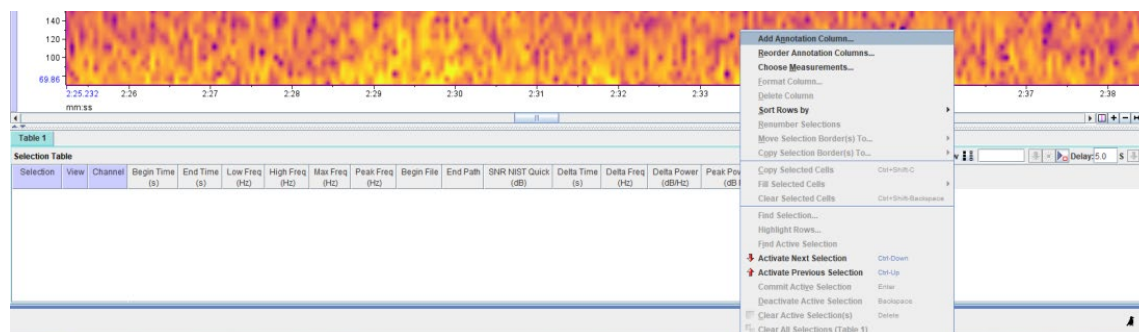 140
120
100
69.86
2:25.232 2:26 2:27 2:28 2:29 2:30 2:31 2:32 2:33 2:37 2:38
mm:ss
Table 1
Selection Table
Delay: 5.0 S
Selection View Channel Begin Time (s) End Time (s) Low Freq (Hz) High Freq (Hz) Max Freq (Hz) Peak Freq (Hz) Begin File End Path SNR NIST Quick (dB) Delta Time (s) Delta Freq (Hz) Delta Power (dB/Hz) Peak Pow (dB
Add Annotation Column...
Reorder Annotation Columns...
Choose Measurements...
Format Column...
Delete Column
Sort Rows by
Renumber Selections
Move Selection Border(s) To...
Copy Selection Border(s) To...
Copy Selected Cells Ctrl+Shift-C
Fill Selected Cells
Clear Selected Cells Ctrl+Shift-Backspace
Find Selection...
Highlight Rows...
Find Active Selection
Activate Next Selection Ctrl-Down
Activate Previous Selection Ctrl-Up
Commit Active Selection Enter
Deactivate Active Selection Backspace
Clear Active Selection(s) Delete
Clear All Selections (Table 1)